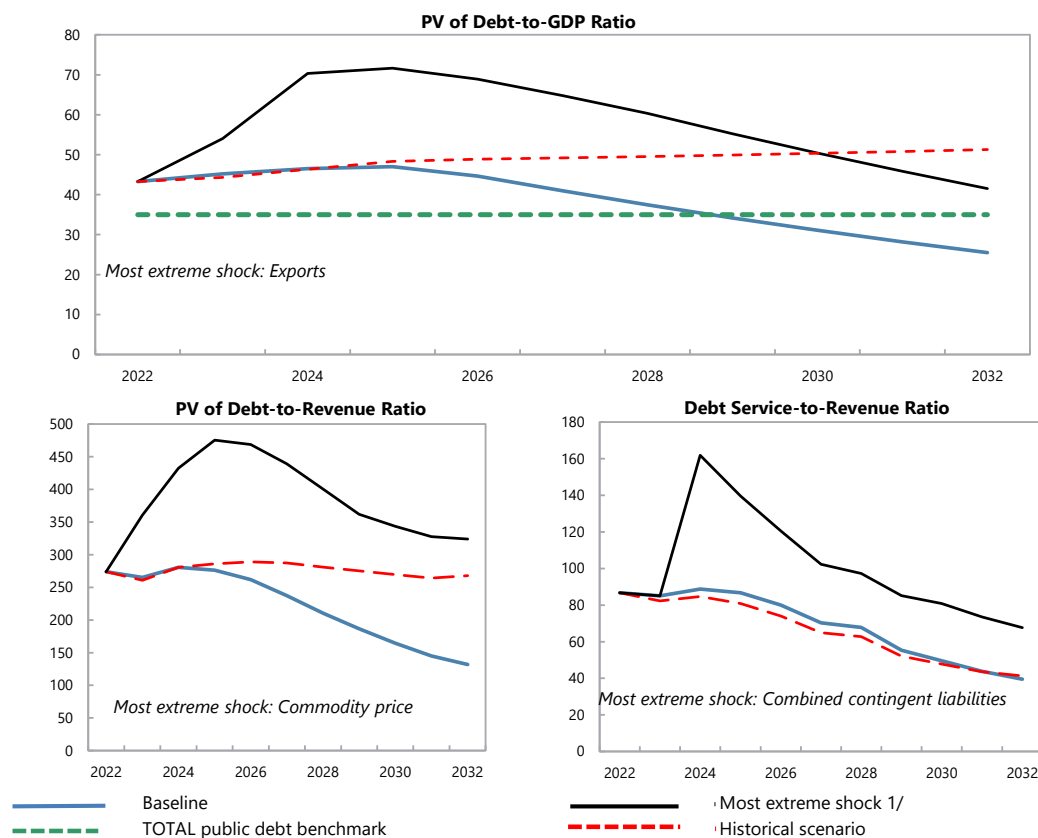 PV of Debt-to-GDP Ratio
80
70
60
50
40
30
20
10
0
Most extreme shock: Exports
2022 2024 2026 2028 2030 2032
PV of Debt-to-Revenue Ratio
500
450
400
350
300
250
200
150
100
50
0
Most extreme shock: Commodity price
2022 2024 2026 2028 2030 2032
Debt Service-to-Revenue Ratio
180
160
140
120
100
80
60
40
20
0
Most extreme shock: Combined contingent liabilities
2022 2024 2026 2028 2030 2032
Baseline
TOTAL public debt benchmark
Most extreme shock 1/
Historical scenario